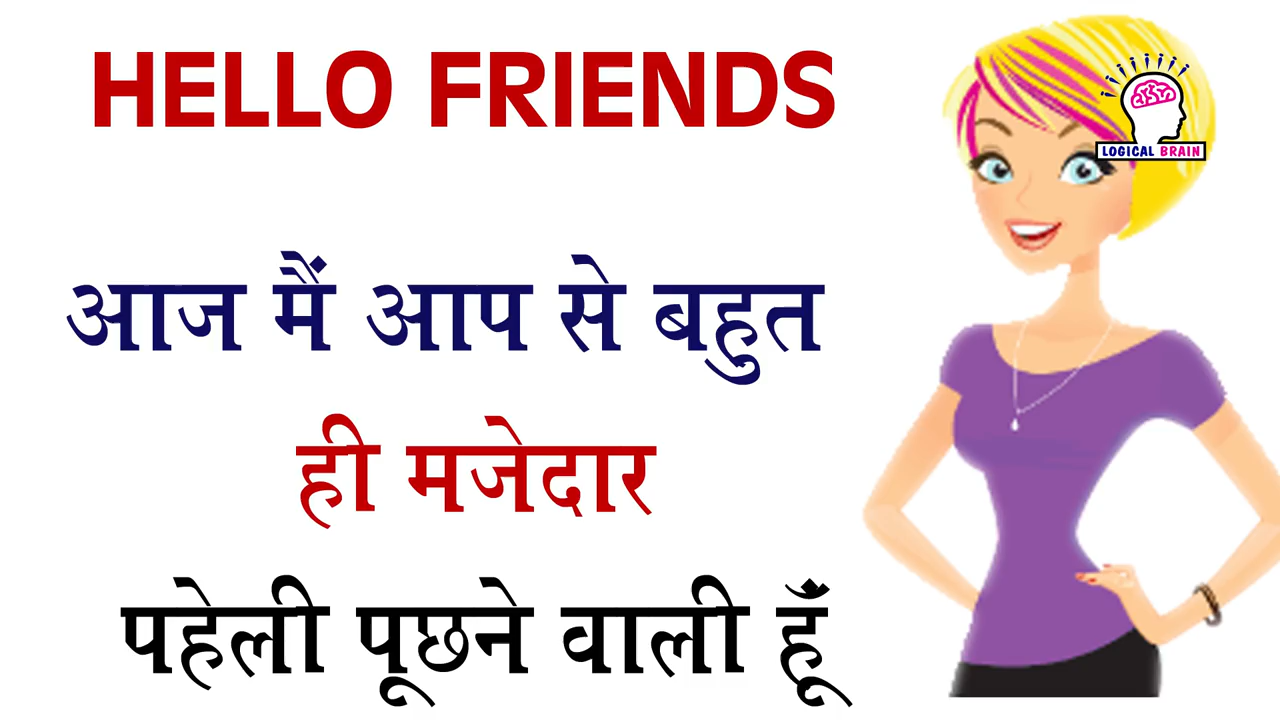 HELLO FRIENDS
LOGICAL BRAIN
आज मैं आप से बहुत
ही मजेदार
पहेली पूछने वाली हूँ